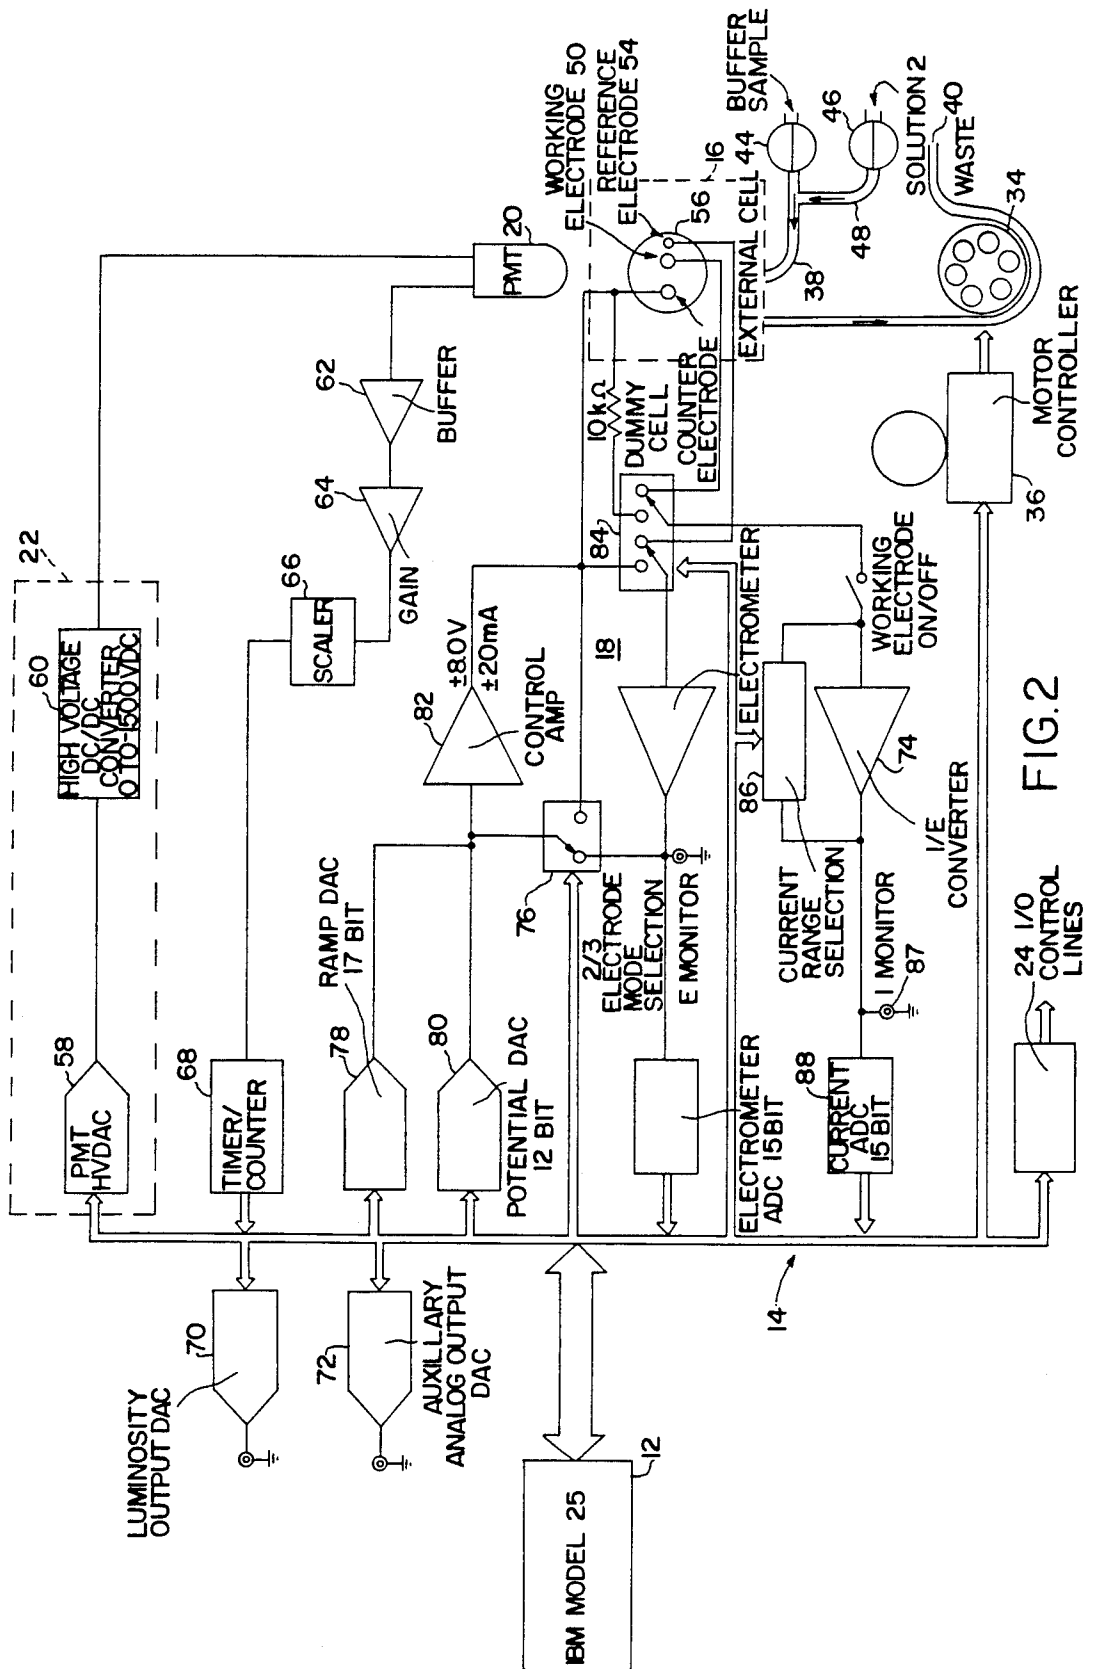 22
60
HIGH VOLTAGE
DC/DC
CONVERTER
0 TO-1500 VDC
58
PMT
HVDAC
PMT
20
62
BUFFER
64
GAIN
66
SCALER
68
TIMER/
COUNTER
70
LUMINOSITY
OUTPUT DAC
72
AUXILLARY
ANALOG OUTPUT
DAC
78
RAMP DAC
17 BIT
80
POTENTIAL DAC
12 BIT
82
±8.0V
±20mA
CONTROL
AMP
76
2/3
ELECTRODE
MODE
SELECTION
E MONITOR
18
84
10kΩ
DUMMY
CELL
COUNTER
ELECTRODE
WORKING
ELECTRODE 50
REFERENCE
ELECTRODE 54
56
EXTERNAL CELL
16
44
BUFFER
SAMPLE
46
SOLUTION 2
48
38
40
WASTE
34
ELECTROMETER
ELECTROMETER
ADC 15BIT
86
CURRENT
RANGE
SELECTION
WORKING
ELECTRODE
ON/OFF
74
I/E
CONVERTER
I MONITOR
87
88
CURRENT
ADC
15 BIT
36
MOTOR
CONTROLLER
24 I/O
CONTROL
LINES
14
12
IBM MODEL 25
FIG.2